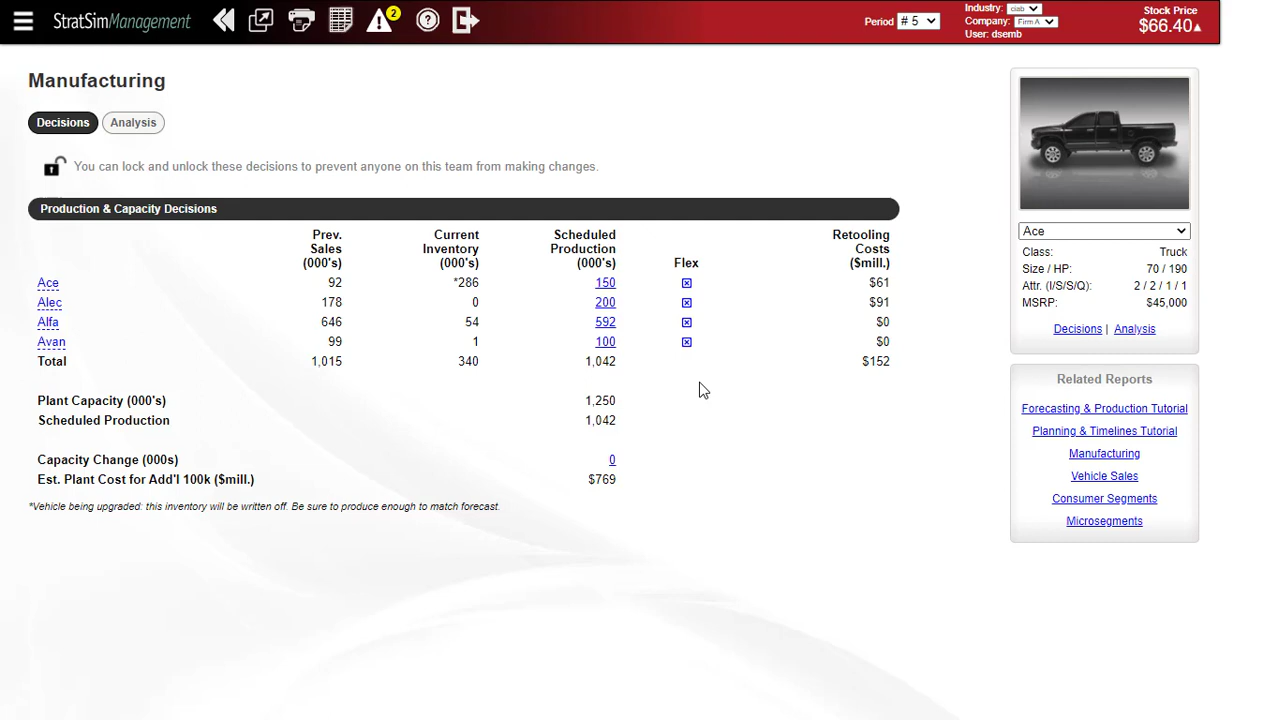 StratSimManagement
2
?
Period
# 5
Industry:
ciab
Company:
Firm A
User: dsemb
Stock Price
$66.40▲
Manufacturing
Decisions
Analysis
You can lock and unlock these decisions to prevent anyone on this team from making changes.
Production & Capacity Decisions
Prev. Sales (000's) Current Inventory (000's) Scheduled Production (000's) Flex Retooling Costs ($mill.)
Ace 92 *286 150 $61
Alec 178 0 200 $91
Alfa 646 54 592 $0
Avan 99 1 100 $0
Total 1,015 340 1,042 $152
Plant Capacity (000's) 1,250
Scheduled Production 1,042
Capacity Change (000s) 0
Est. Plant Cost for Add'l 100k ($mill.) $769
*Vehicle being upgraded: this inventory will be written off. Be sure to produce enough to match forecast.
Ace
Class: Truck
Size / HP: 70 / 190
Attr. (I/S/S/Q): 2 / 2 / 1 / 1
MSRP: $45,000
Decisions | Analysis
Related Reports
Forecasting & Production Tutorial
Planning & Timelines Tutorial
Manufacturing
Vehicle Sales
Consumer Segments
Microsegments